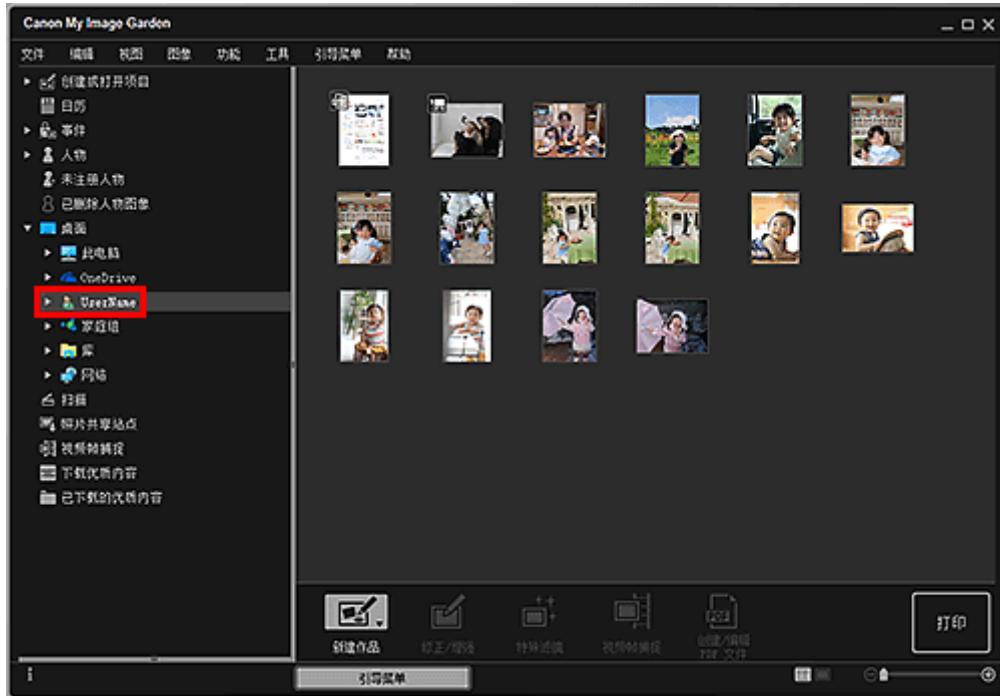 Canon My Image Garden
文件 编辑 视图 图像 功能 工具 引导菜单 帮助
创建或打开项目
日历
事件
人物
未注册人物
已删除人物图像
桌面
此电脑
OneDrive
UserName
家庭组
库
网络
扫描
照片共享站点
视频帧捕捉
下载优质内容
已下载的优质内容
新建作品 修正/增强 特殊滤镜 视频帧捕捉 创建/编辑
PDF 文件
打印
引导菜单